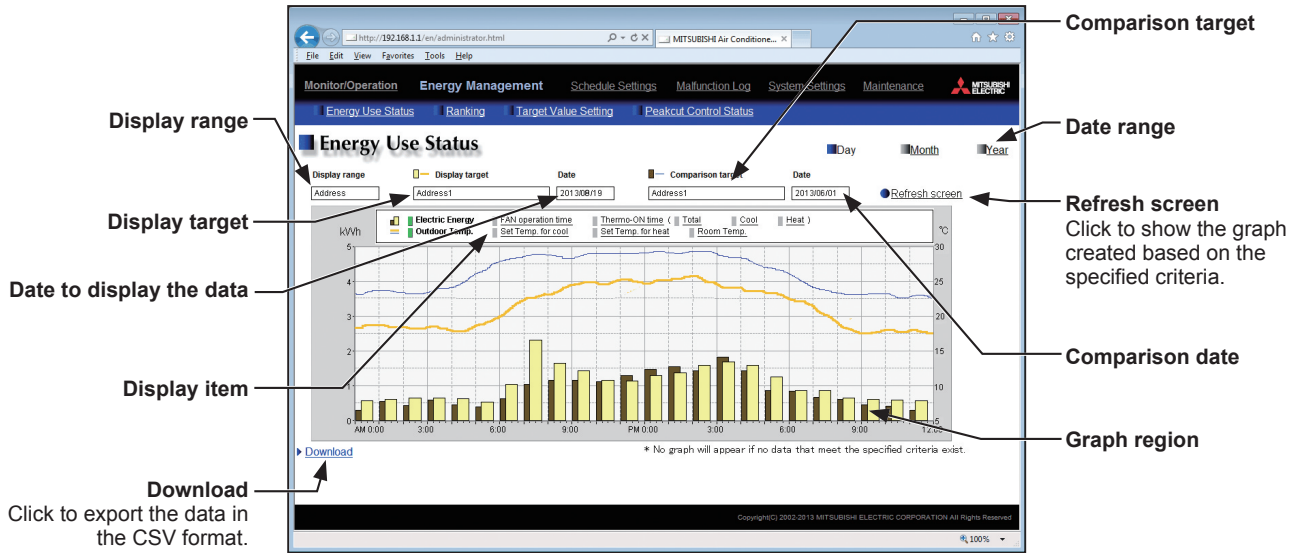 Comparison target
http://192.168.1.1/en/administrator.html
MITSUBISHI Air Conditione...
File Edit View Favorites Tools Help
Monitor/Operation Energy Management Schedule Settings Malfunction Log System Settings Maintenance
MITSUBISHI
ELECTRIC
Energy Use Status Ranking Target Value Setting Peakcut Control Status
Display range
Date range
Energy Use Status
Day Month Year
Display range Display target Date Comparison target Date
Address Address1 2013/08/19 Address1 2013/06/01 Refresh screen
Refresh screen
Click to show the graph
created based on the
specified criteria.
Display target
Electric Energy FAN operation time Thermo-ON time ( Total Cool Heat )
Outdoor Temp. Set Temp. for cool Set Temp. for heat Room Temp.
kWh °C
5 30
4 25
3 20
2 15
1 10
0 5
AM 0:00 3:00 6:00 9:00 PM 0:00 3:00 6:00 9:00 12:00
Date to display the data
Comparison date
Display item
Graph region
Download
* No graph will appear if no data that meet the specified criteria exist.
Download
Click to export the data in
the CSV format.
Copyright(C) 2002-2013 MITSUBISHI ELECTRIC CORPORATION All Rights Reserved
100%